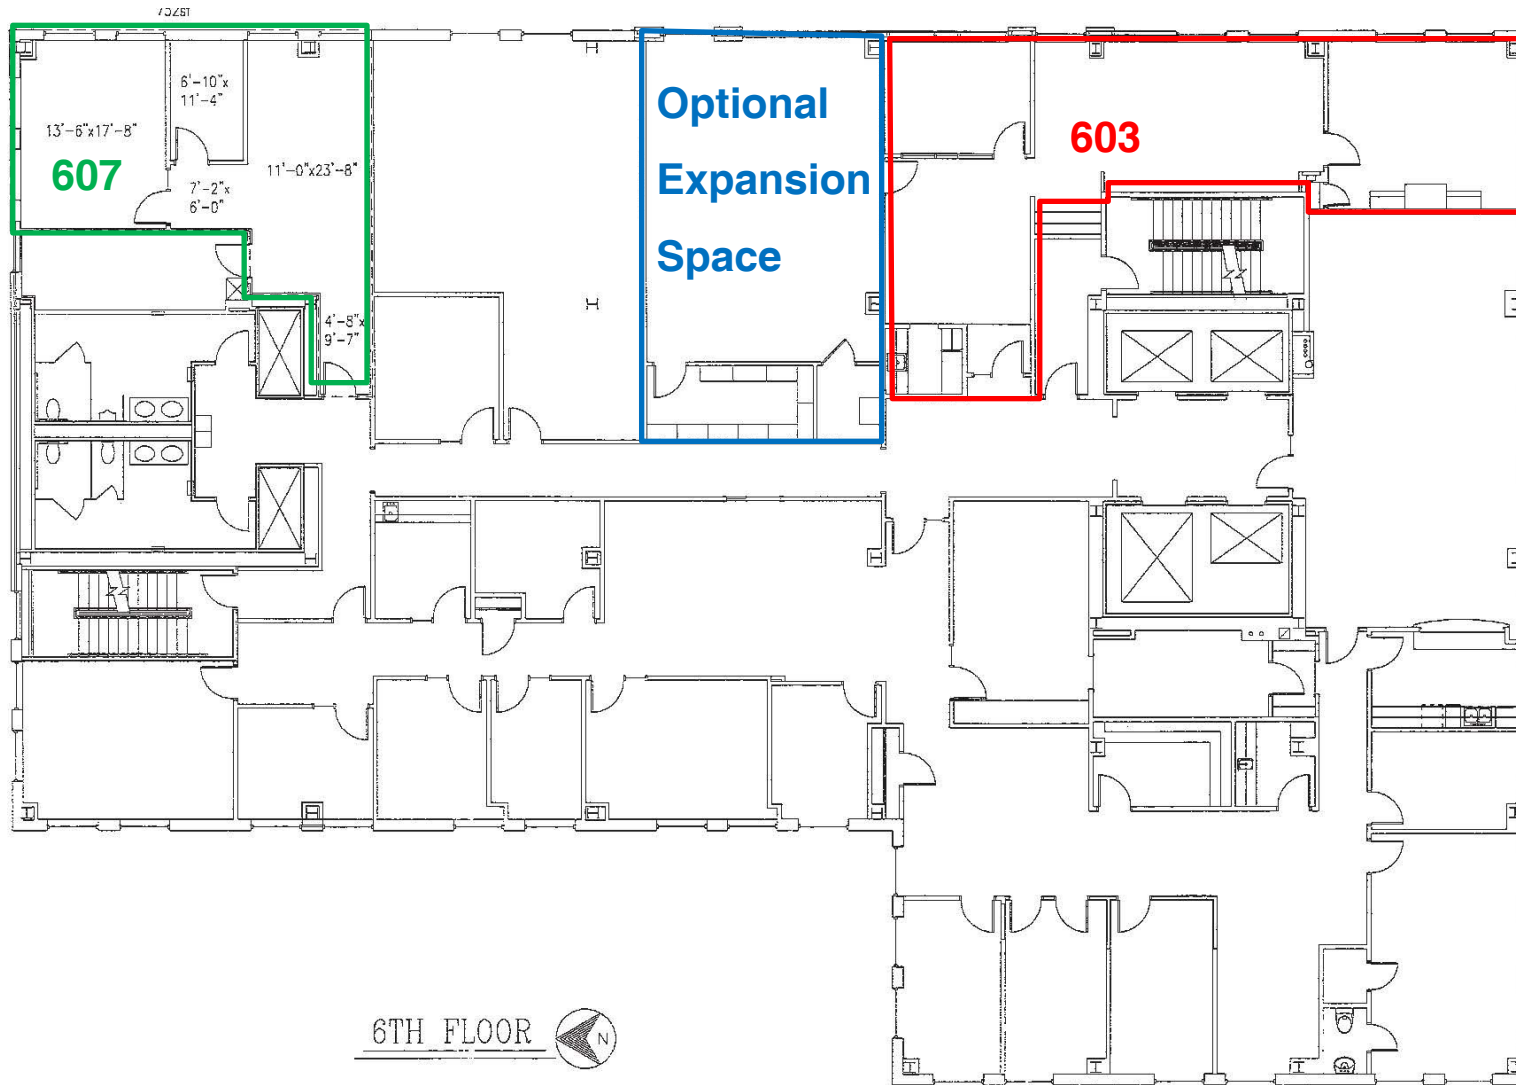 6'-10"x
11'-4"
13'-6"x17'-8"
607
11'-0"x23'-8"
7'-2"x
6'-0"
4'-8"x
9'-7"
Optional
Expansion
Space
603
6TH FLOOR
N